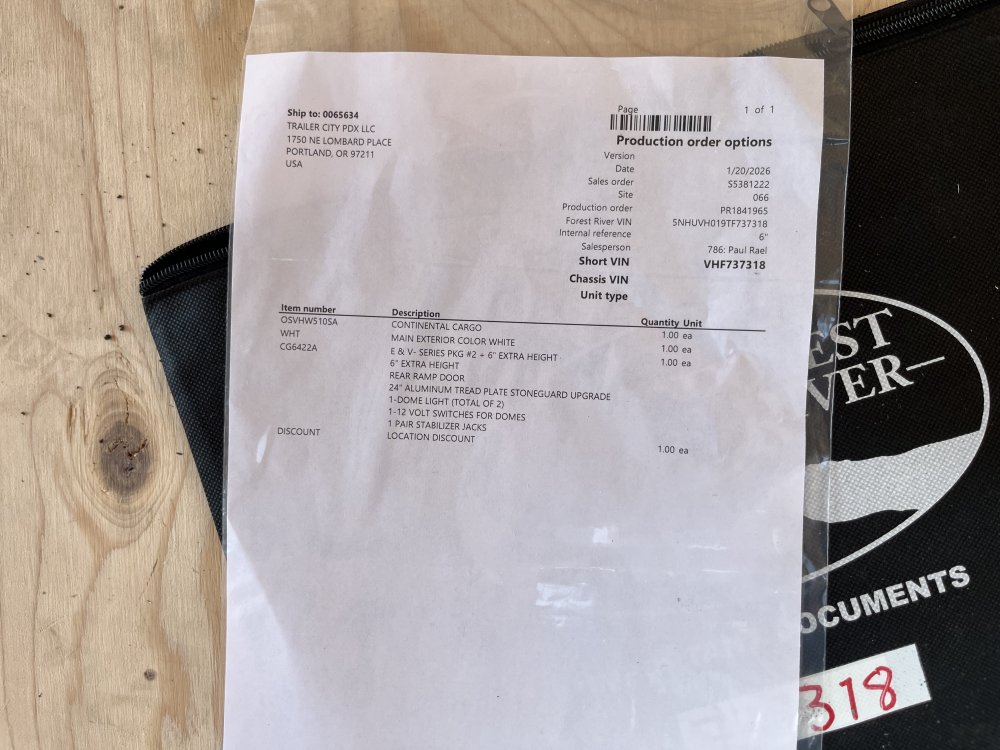 Ship to: 0065634
TRAILER CITY PDX LLC
1750 NE LOMBARD PLACE
PORTLAND, OR 97211
USA
Page 1 of 1
Production order options
Version
Date 1/20/2026
Sales order S5381222
Site 066
Production order PR1841965
Forest River VIN 5NHUVH019TF737318
Internal reference 6"
Salesperson 786: Paul Rael
Short VIN VHF737318
Chassis VIN
Unit type
Item number Description Quantity Unit
OSVHW510SA CONTINENTAL CARGO 1.00 ea
WHT MAIN EXTERIOR COLOR WHITE 1.00 ea
CG6422A E & V- SERIES PKG #2 + 6" EXTRA HEIGHT 1.00 ea
6" EXTRA HEIGHT
REAR RAMP DOOR
24" ALUMINUM TREAD PLATE STONEGUARD UPGRADE
1-DOME LIGHT (TOTAL OF 2)
1-12 VOLT SWITCHES FOR DOMES
1 PAIR STABILIZER JACKS
DISCOUNT LOCATION DISCOUNT 1.00 ea
EST
VER
OCUMENTS
318